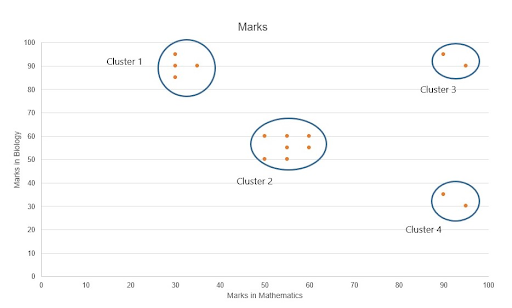 Marks
100
90
80
70
60
50
40
30
20
10
0
Marks in Biology
Cluster 1
Cluster 3
Cluster 2
Cluster 4
0 10 20 30 40 50 60 70 80 90 100
Marks in Mathematics